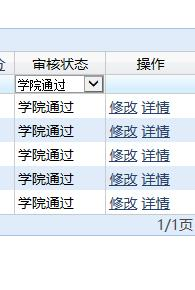 审核状态 操作
学院通过
学院通过 修改 详情
学院通过 修改 详情
学院通过 修改 详情
学院通过 修改 详情
学院通过 修改 详情
1/1页